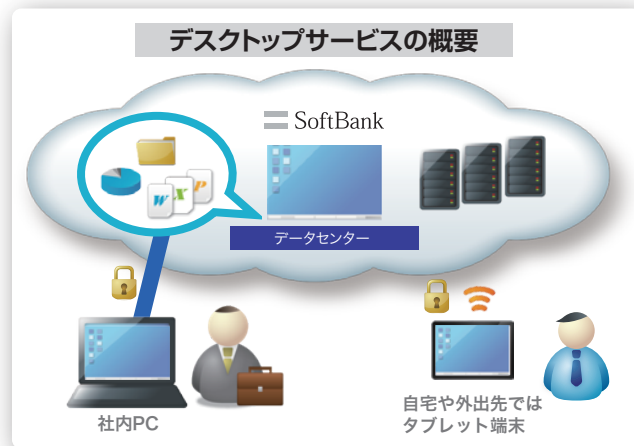 デスクトップサービスの概要
SoftBank
W X P
データセンター
社内PC
自宅や外出先では
タブレット端末